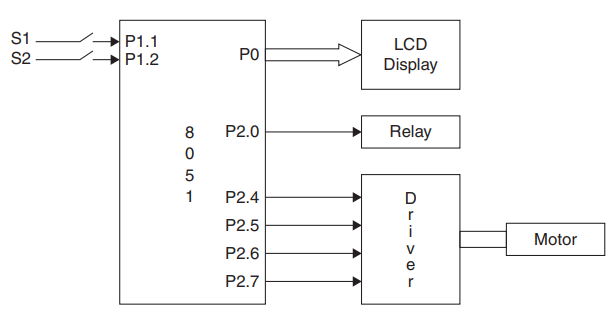 S1
S2
P1.1
P1.2
8
0
5
1
P0
P2.0
P2.4
P2.5
P2.6
P2.7
LCD
Display
Relay
D
r
i
v
e
r
Motor